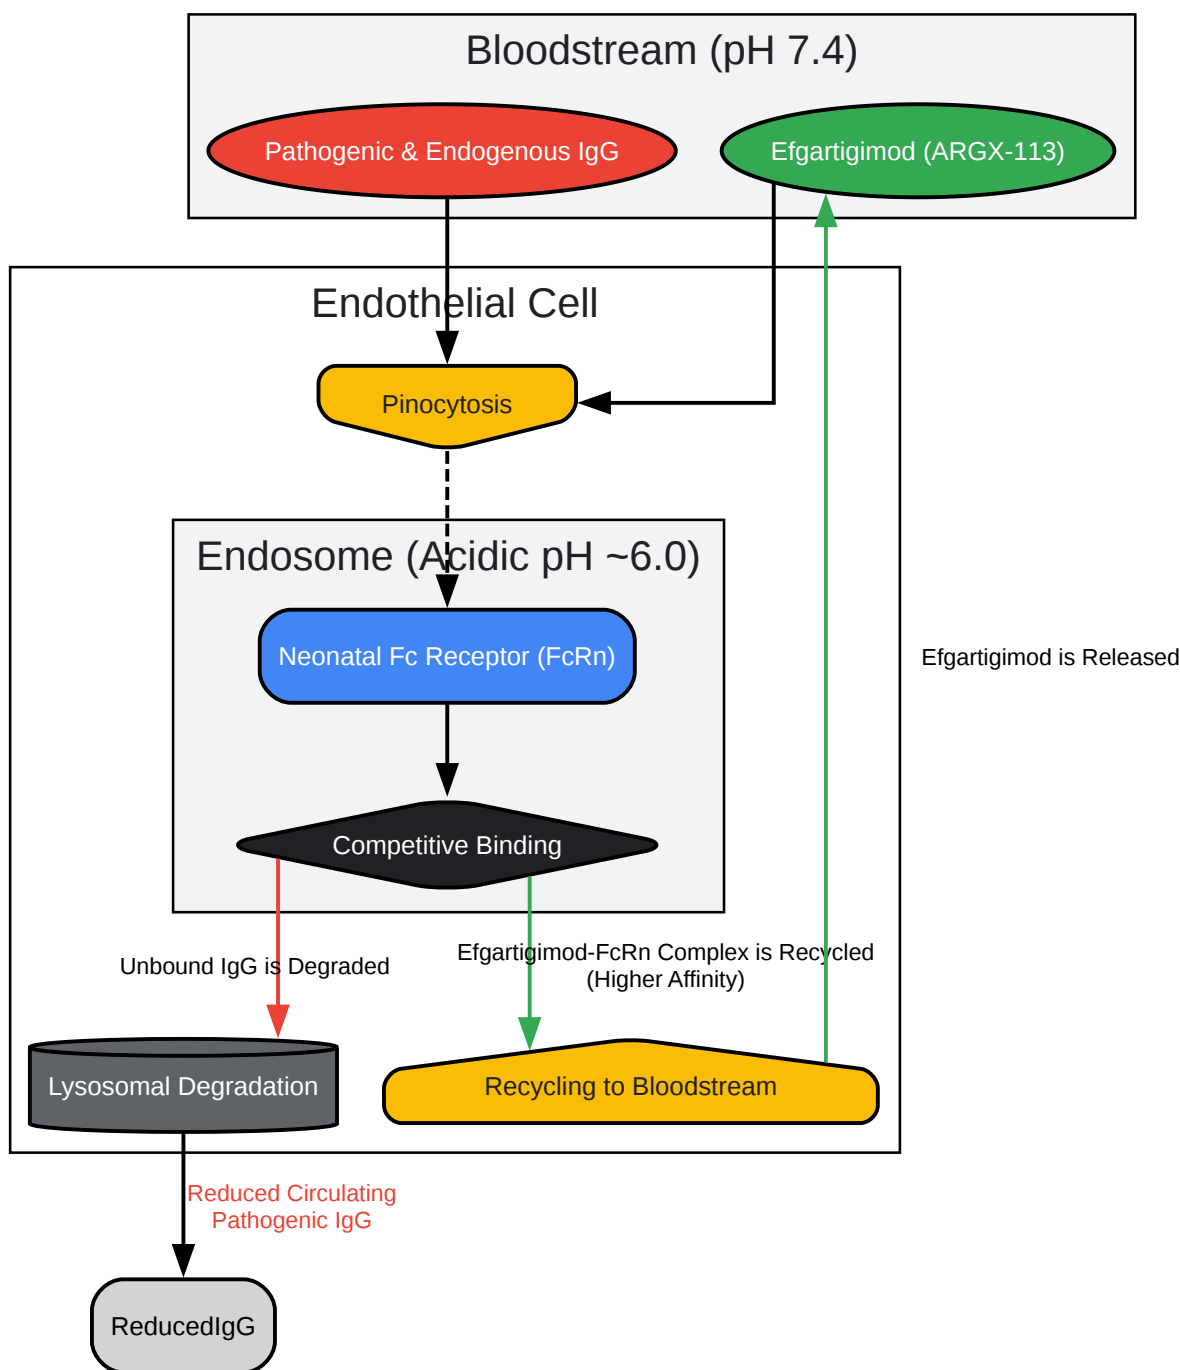 Bloodstream (pH 7.4)
Pathogenic & Endogenous IgG
Efgartigimod (ARGX-113)
Endothelial Cell
Pinocytosis
Endosome (Acidic pH ~6.0)
Neonatal Fc Receptor (FcRn)
Efgartigimod is Released
Competitive Binding
Unbound IgG is Degraded
Efgartigimod-FcRn Complex is Recycled
(Higher Affinity)
Lysosomal Degradation
Recycling to Bloodstream
Reduced Circulating
Pathogenic IgG
ReducedIgG